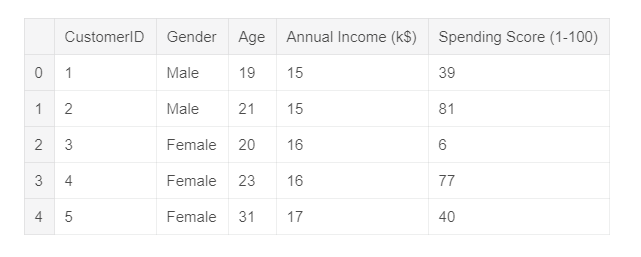 CustomerID Gender Age Annual Income (k$) Spending Score (1-100)
0 1 Male 19 15 39
1 2 Male 21 15 81
2 3 Female 20 16 6
3 4 Female 23 16 77
4 5 Female 31 17 40